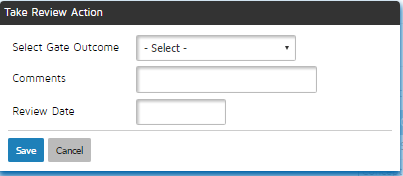 Take Review Action
Select Gate Outcome - Select -
Comments
Review Date
Save Cancel